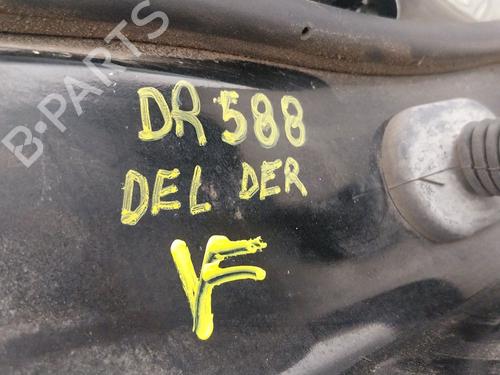 B-PARTS
DR 588
DEL DER
VF